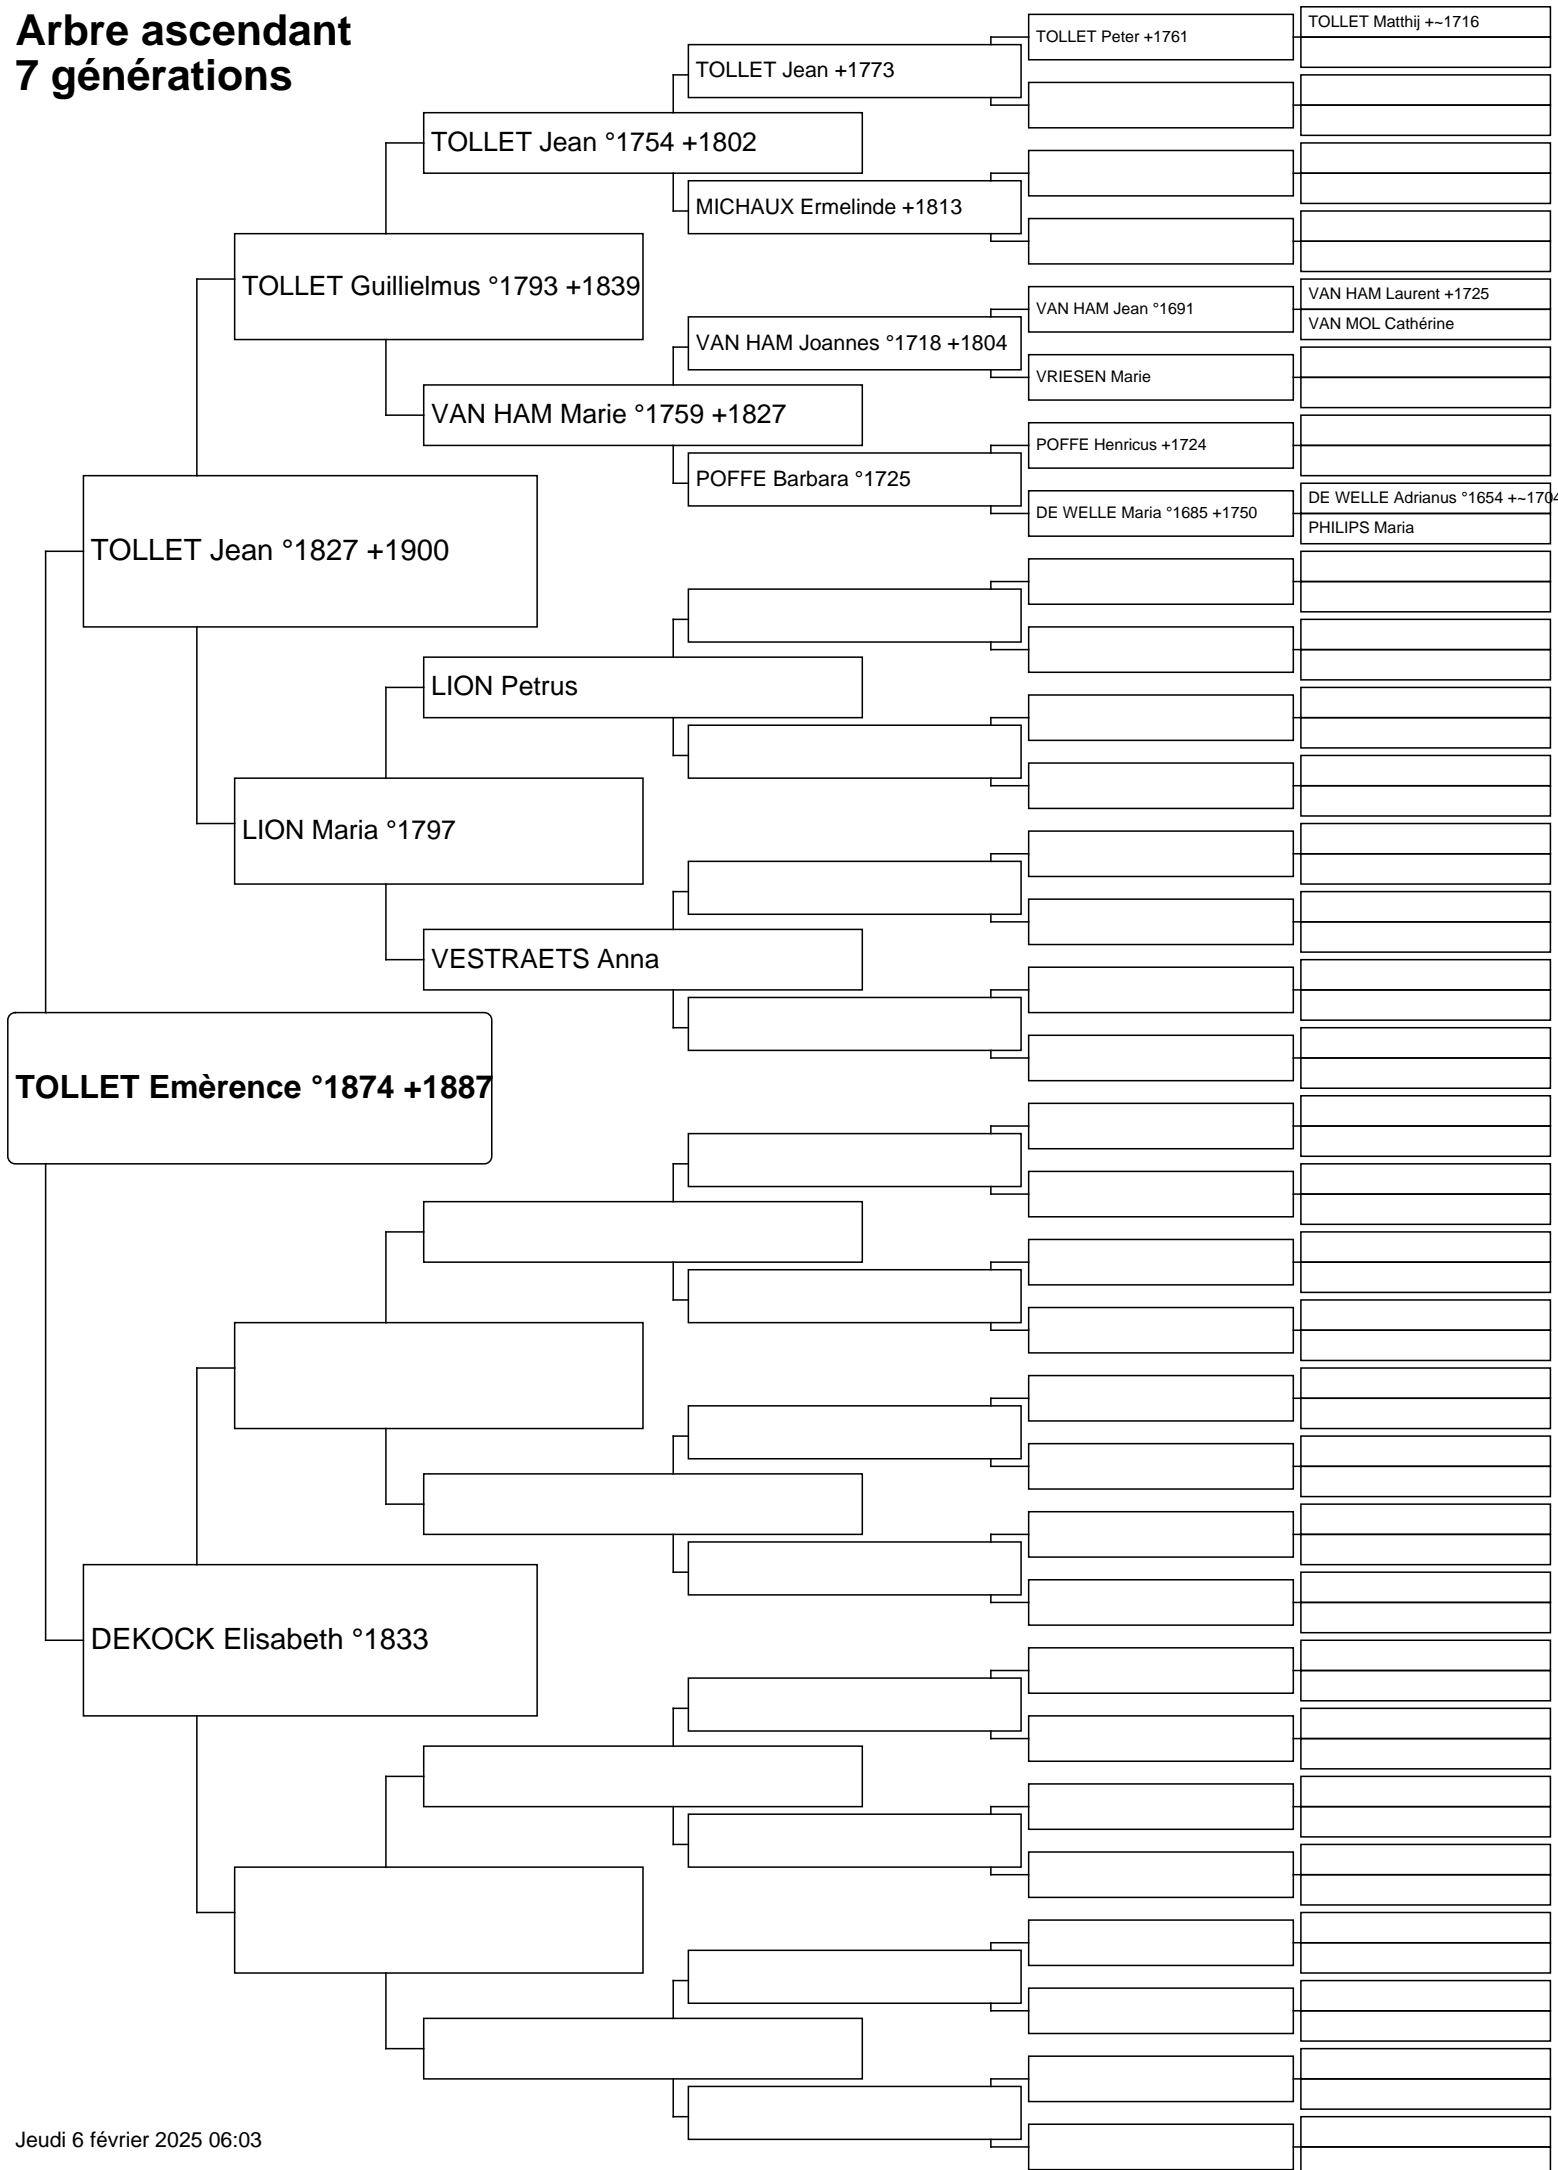 Arbre ascendant
7 générations
TOLLET Matthij +~1716
TOLLET Peter +1761
TOLLET Jean +1773
TOLLET Jean °1754 +1802
MICHAUX Ermelinde +1813
TOLLET Guillielmus °1793 +1839
VAN HAM Laurent +1725
VAN HAM Jean °1691
VAN MOL Cathérine
VAN HAM Joannes °1718 +1804
VRIESEN Marie
VAN HAM Marie °1759 +1827
POFFE Henricus +1724
POFFE Barbara °1725
DE WELLE Adrianus °1654 +~1704
DE WELLE Maria °1685 +1750
PHILIPS Maria
TOLLET Jean °1827 +1900
LION Petrus
LION Maria °1797
VESTRAETS Anna
TOLLET Emèrence °1874 +1887
DEKOCK Elisabeth °1833
Jeudi 6 février 2025 06:03